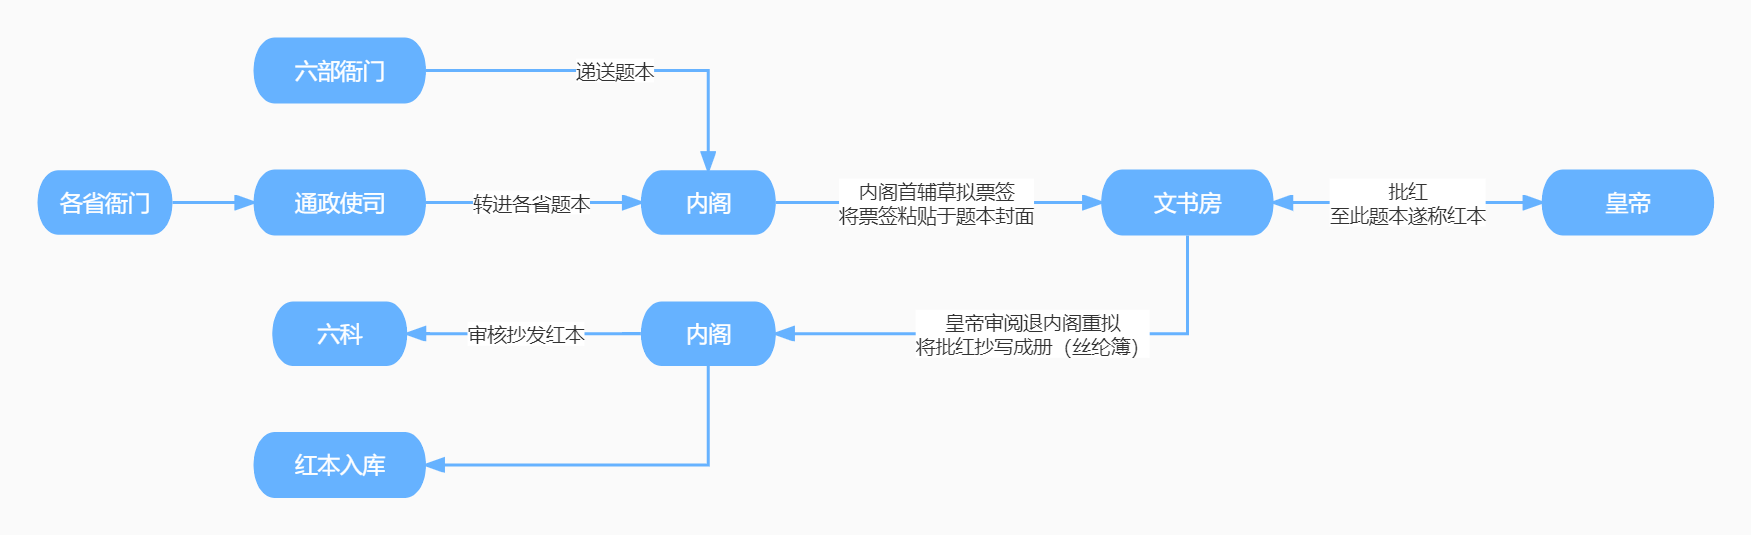 六部衙门
递送题本
各省衙门
通政使司
转进各省题本
内阁
内阁首辅草拟票签
将票签粘贴于题本封面
文书房
批红
至此题本遂称红本
皇帝
六科
审核抄发红本
内阁
皇帝审阅退内阁重拟
将批红抄写成册（丝纶簿）
红本入库